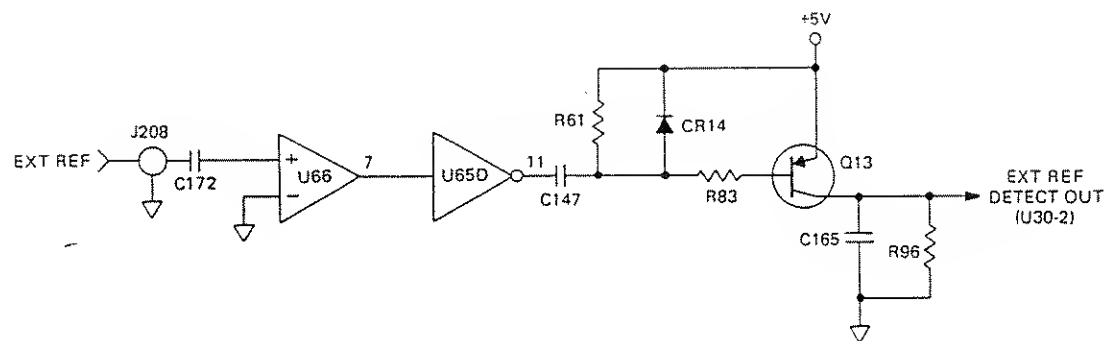 +5V
J208
EXT REF
C172
+
−
U66
7
U65D
11
C147
R61
CR14
R83
Q13
C165
R96
EXT REF
DETECT OUT
(U30-2)